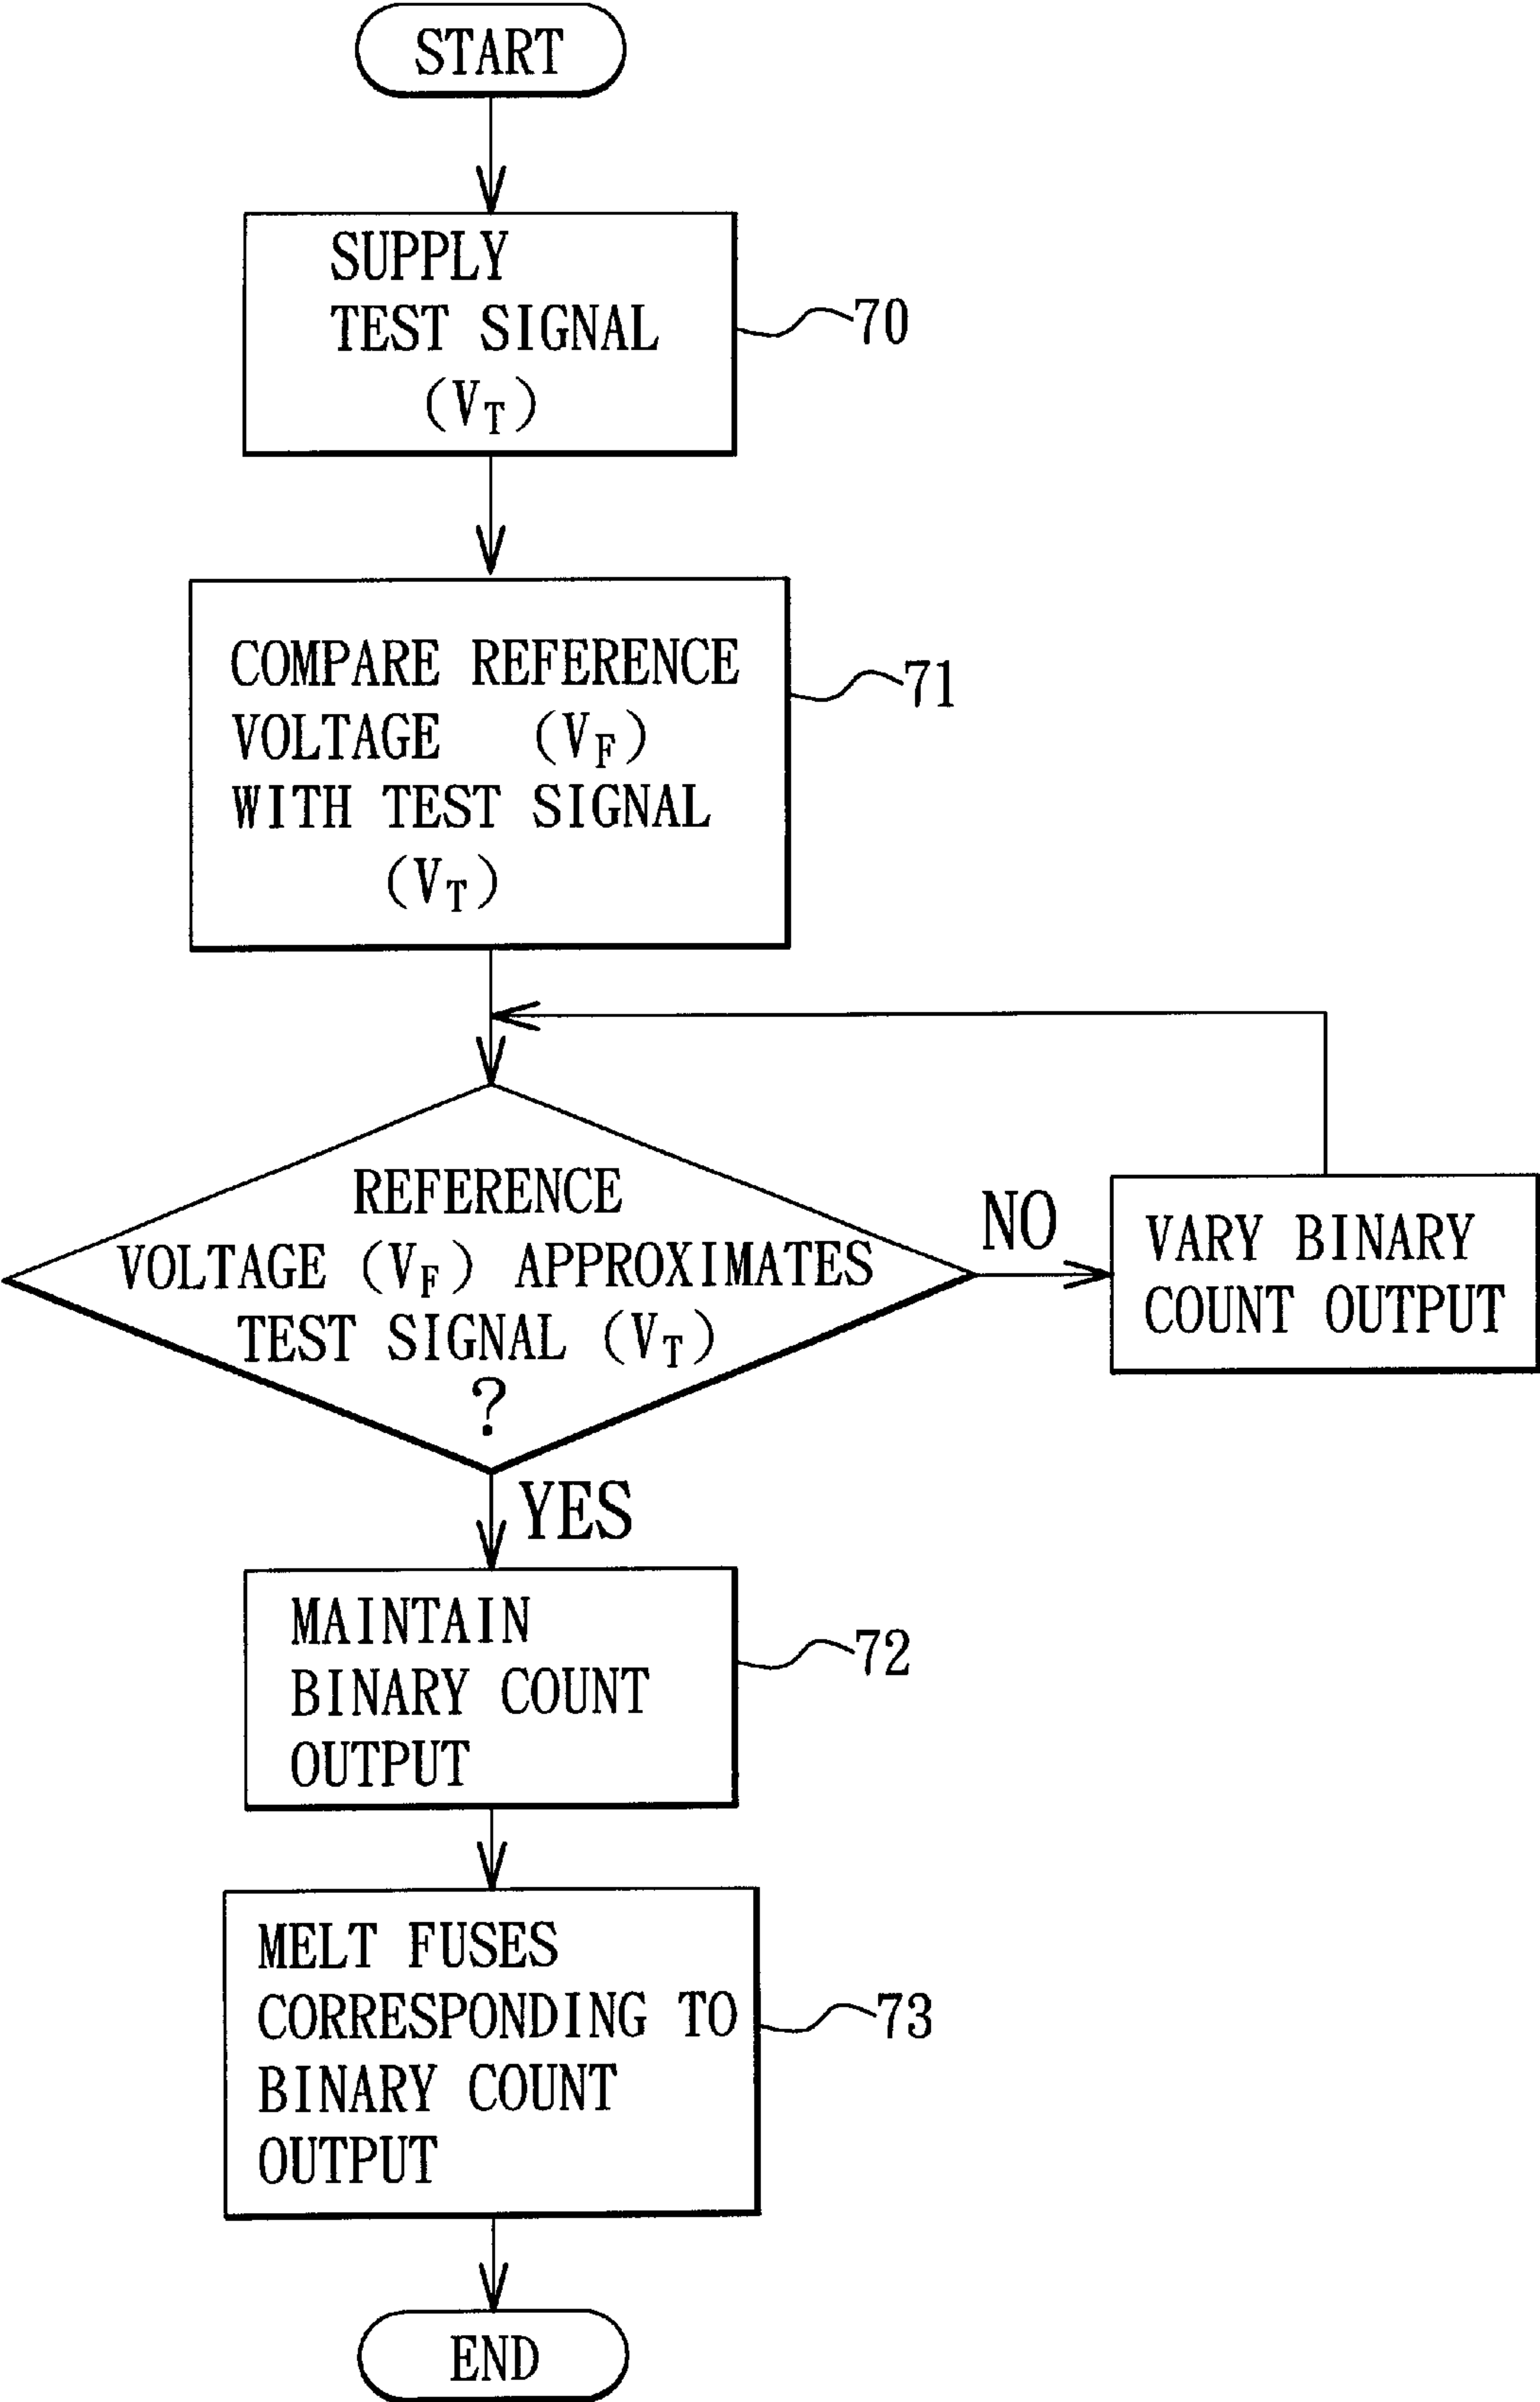 START
SUPPLY
TEST SIGNAL
(VT)
70
COMPARE REFERENCE
VOLTAGE (VF)
WITH TEST SIGNAL
(VT)
71
REFERENCE
VOLTAGE (VF) APPROXIMATES
TEST SIGNAL (VT)
?
NO
VARY BINARY
COUNT OUTPUT
YES
MAINTAIN
BINARY COUNT
OUTPUT
72
MELT FUSES
CORRESPONDING TO
BINARY COUNT
OUTPUT
73
END